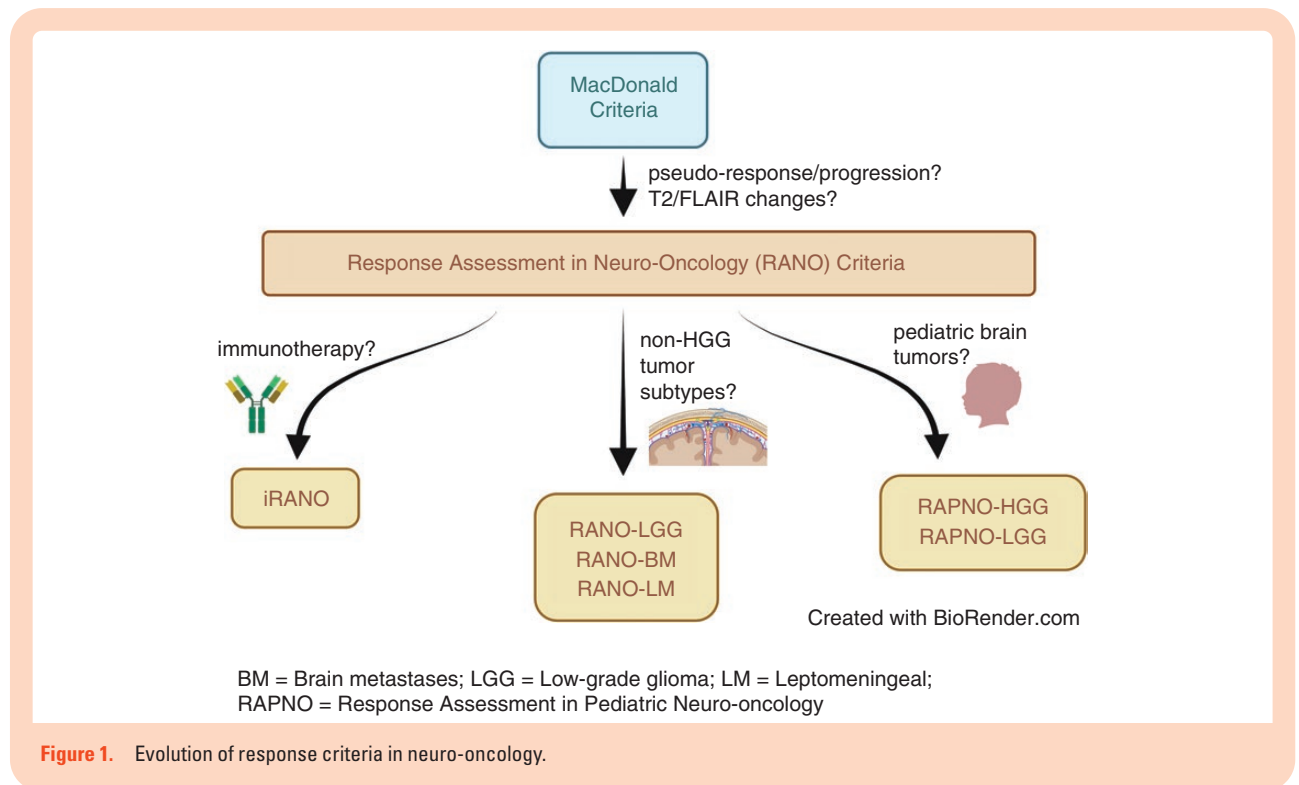 MacDonald
Criteria
pseudo-response/progression?
T2/FLAIR changes?
Response Assessment in Neuro-Oncology (RANO) Criteria
immunotherapy?
non-HGG
tumor
subtypes?
pediatric brain
tumors?
iRANO
RANO-LGG
RANO-BM
RANO-LM
RAPNO-HGG
RAPNO-LGG
Created with BioRender.com
BM = Brain metastases; LGG = Low-grade glioma; LM = Leptomeningeal;
RAPNO = Response Assessment in Pediatric Neuro-oncology
Figure 1. Evolution of response criteria in neuro-oncology.